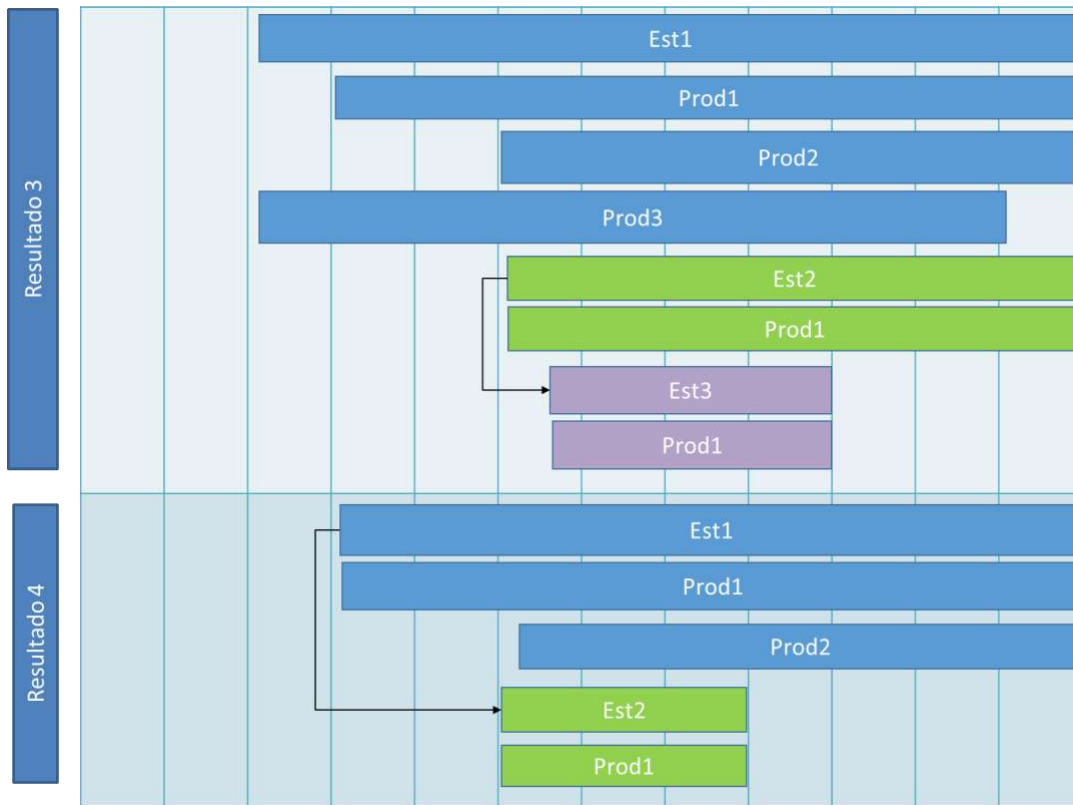 Resultado 3
Est1
Prod1
Prod2
Prod3
Est2
Prod1
Est3
Prod1
Resultado 4
Est1
Prod1
Prod2
Est2
Prod1